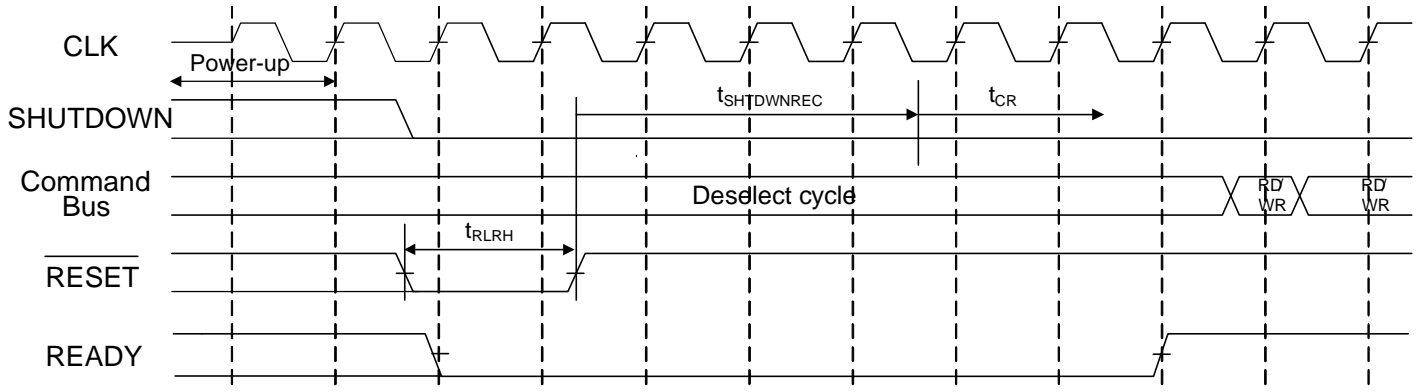 CLK
Power-up
SHUTDOWN
tSHTDWNREC
tCR
Command
Bus
Deselect cycle
RD/
WR
RD/
WR
tRLRH
RESET
READY